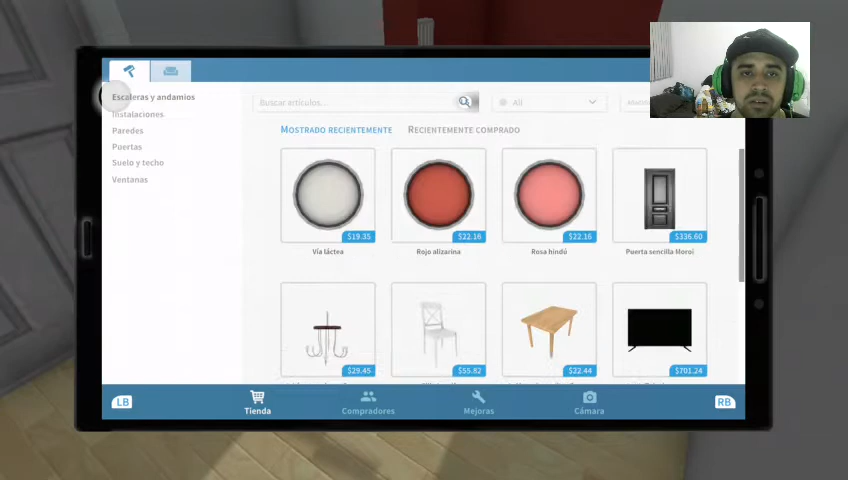 Escaleras y andamios
Instalaciones
Paredes
Puertas
Suelo y techo
Ventanas
Buscar artículos...
All
MOSTRADO RECIENTEMENTE
RECIENTEMENTE COMPRADO
$19.35
$22.16
$22.16
$336.60
Vía láctea
Rojo alizarina
Rosa hindú
Puerta sencilla Moroi
$29.45
$55.82
$22.44
$701.24
LB
Tienda
Compradores
Mejoras
Cámara
RB